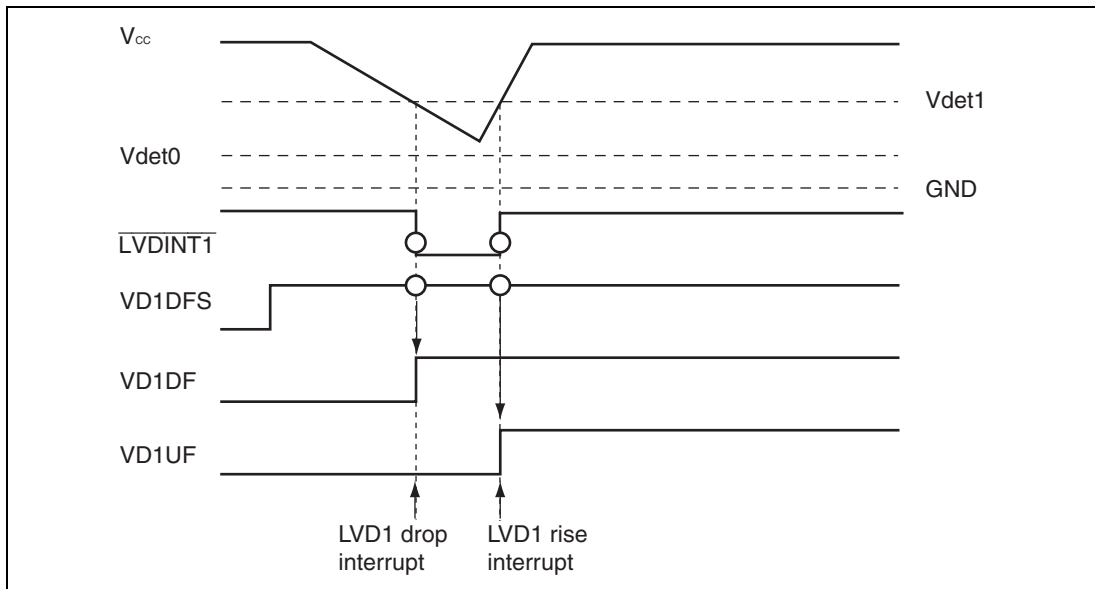 Vcc
Vdet1
Vdet0
GND
LVDINT1
VD1DFS
VD1DF
VD1UF
LVD1 drop
interrupt
LVD1 rise
interrupt